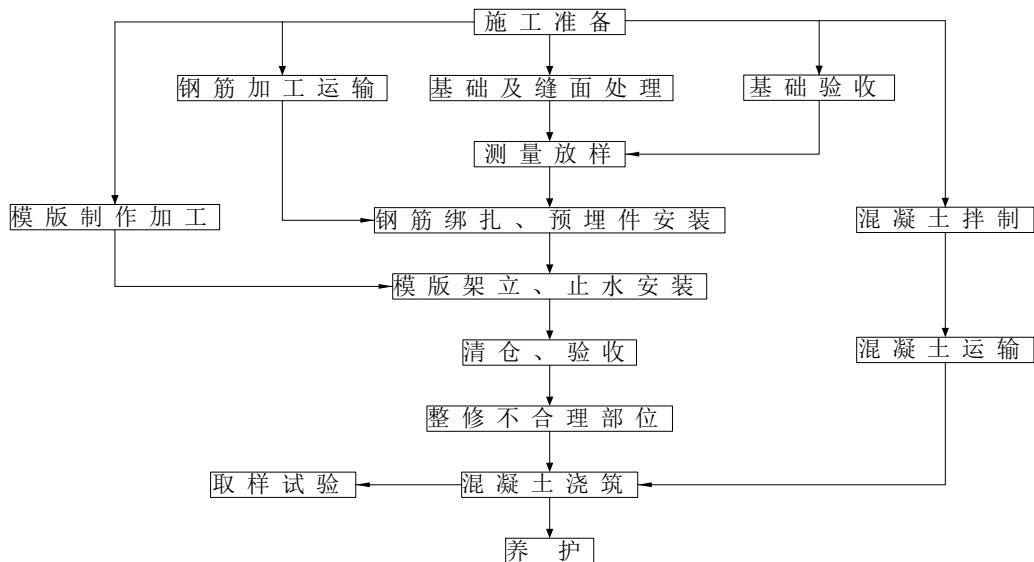 施工准备
钢筋加工运输
基础及缝面处理
基础验收
测量放样
模版制作加工
钢筋绑扎、预埋件安装
混凝土拌制
模版架立、止水安装
清仓、验收
混凝土运输
整修不合理部位
取样试验
混凝土浇筑
养护